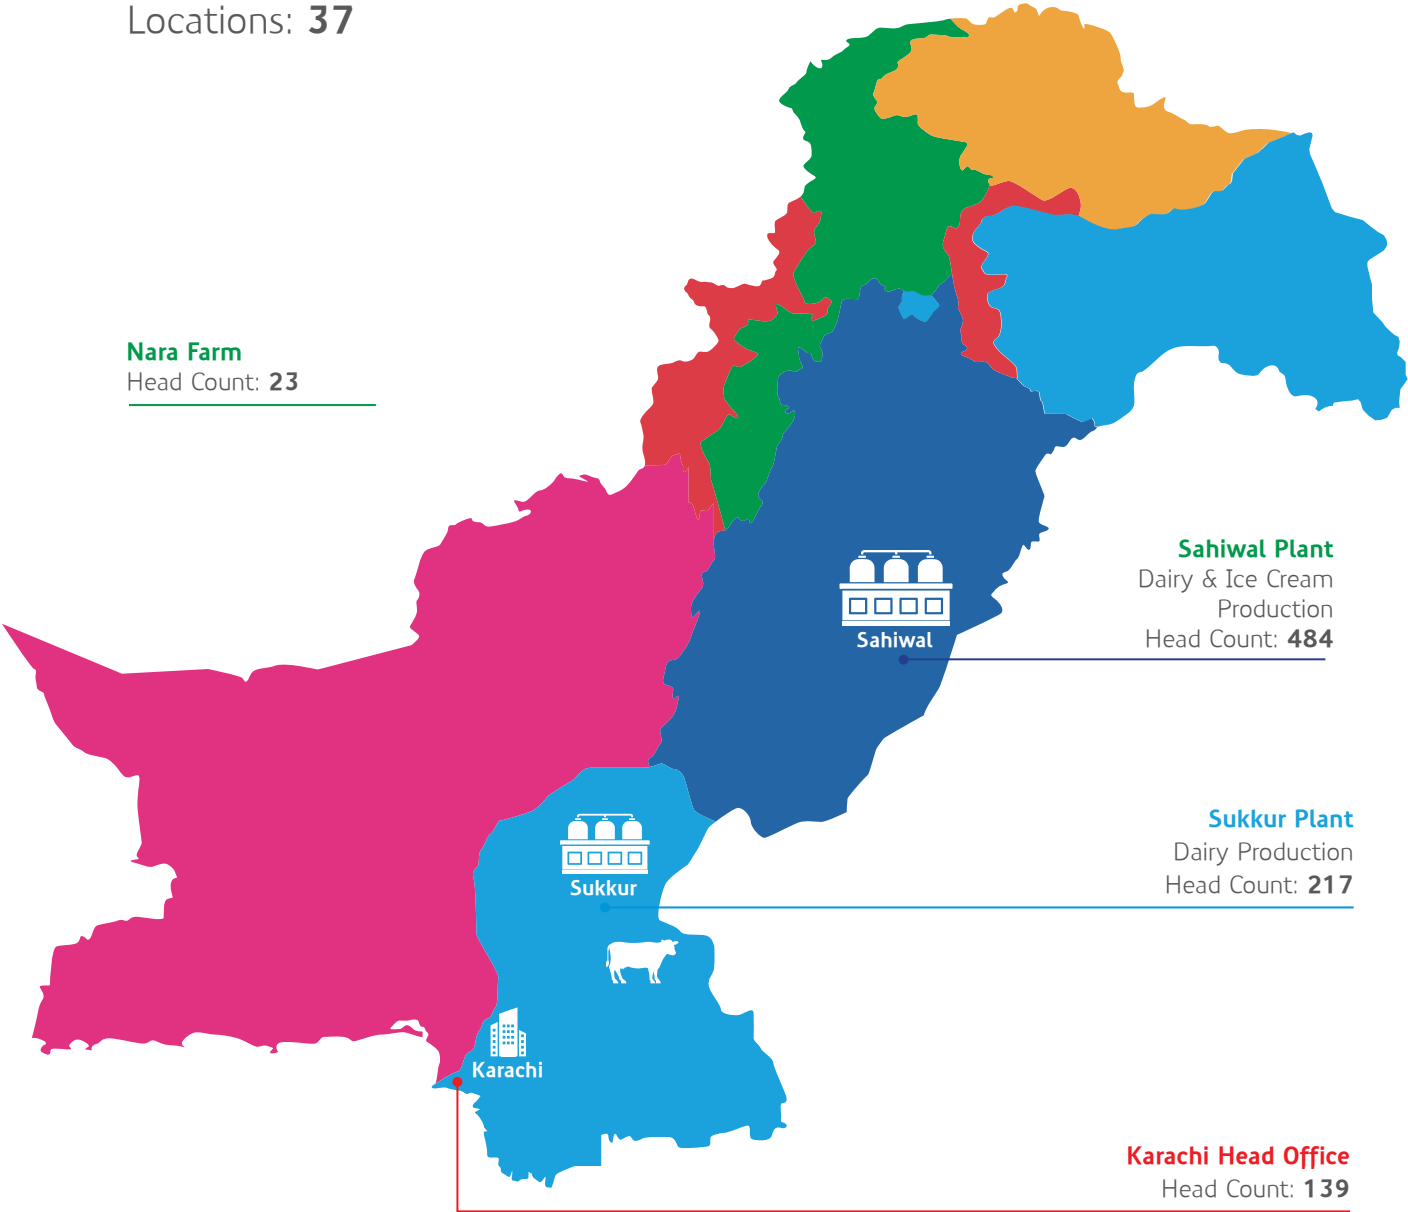 Locations: 37
Nara Farm
Head Count: 23
Sahiwal Plant
Dairy & Ice Cream
Production
Head Count: 484
Sahiwal
Sukkur Plant
Dairy Production
Head Count: 217
Sukkur
Karachi
Karachi Head Office
Head Count: 139